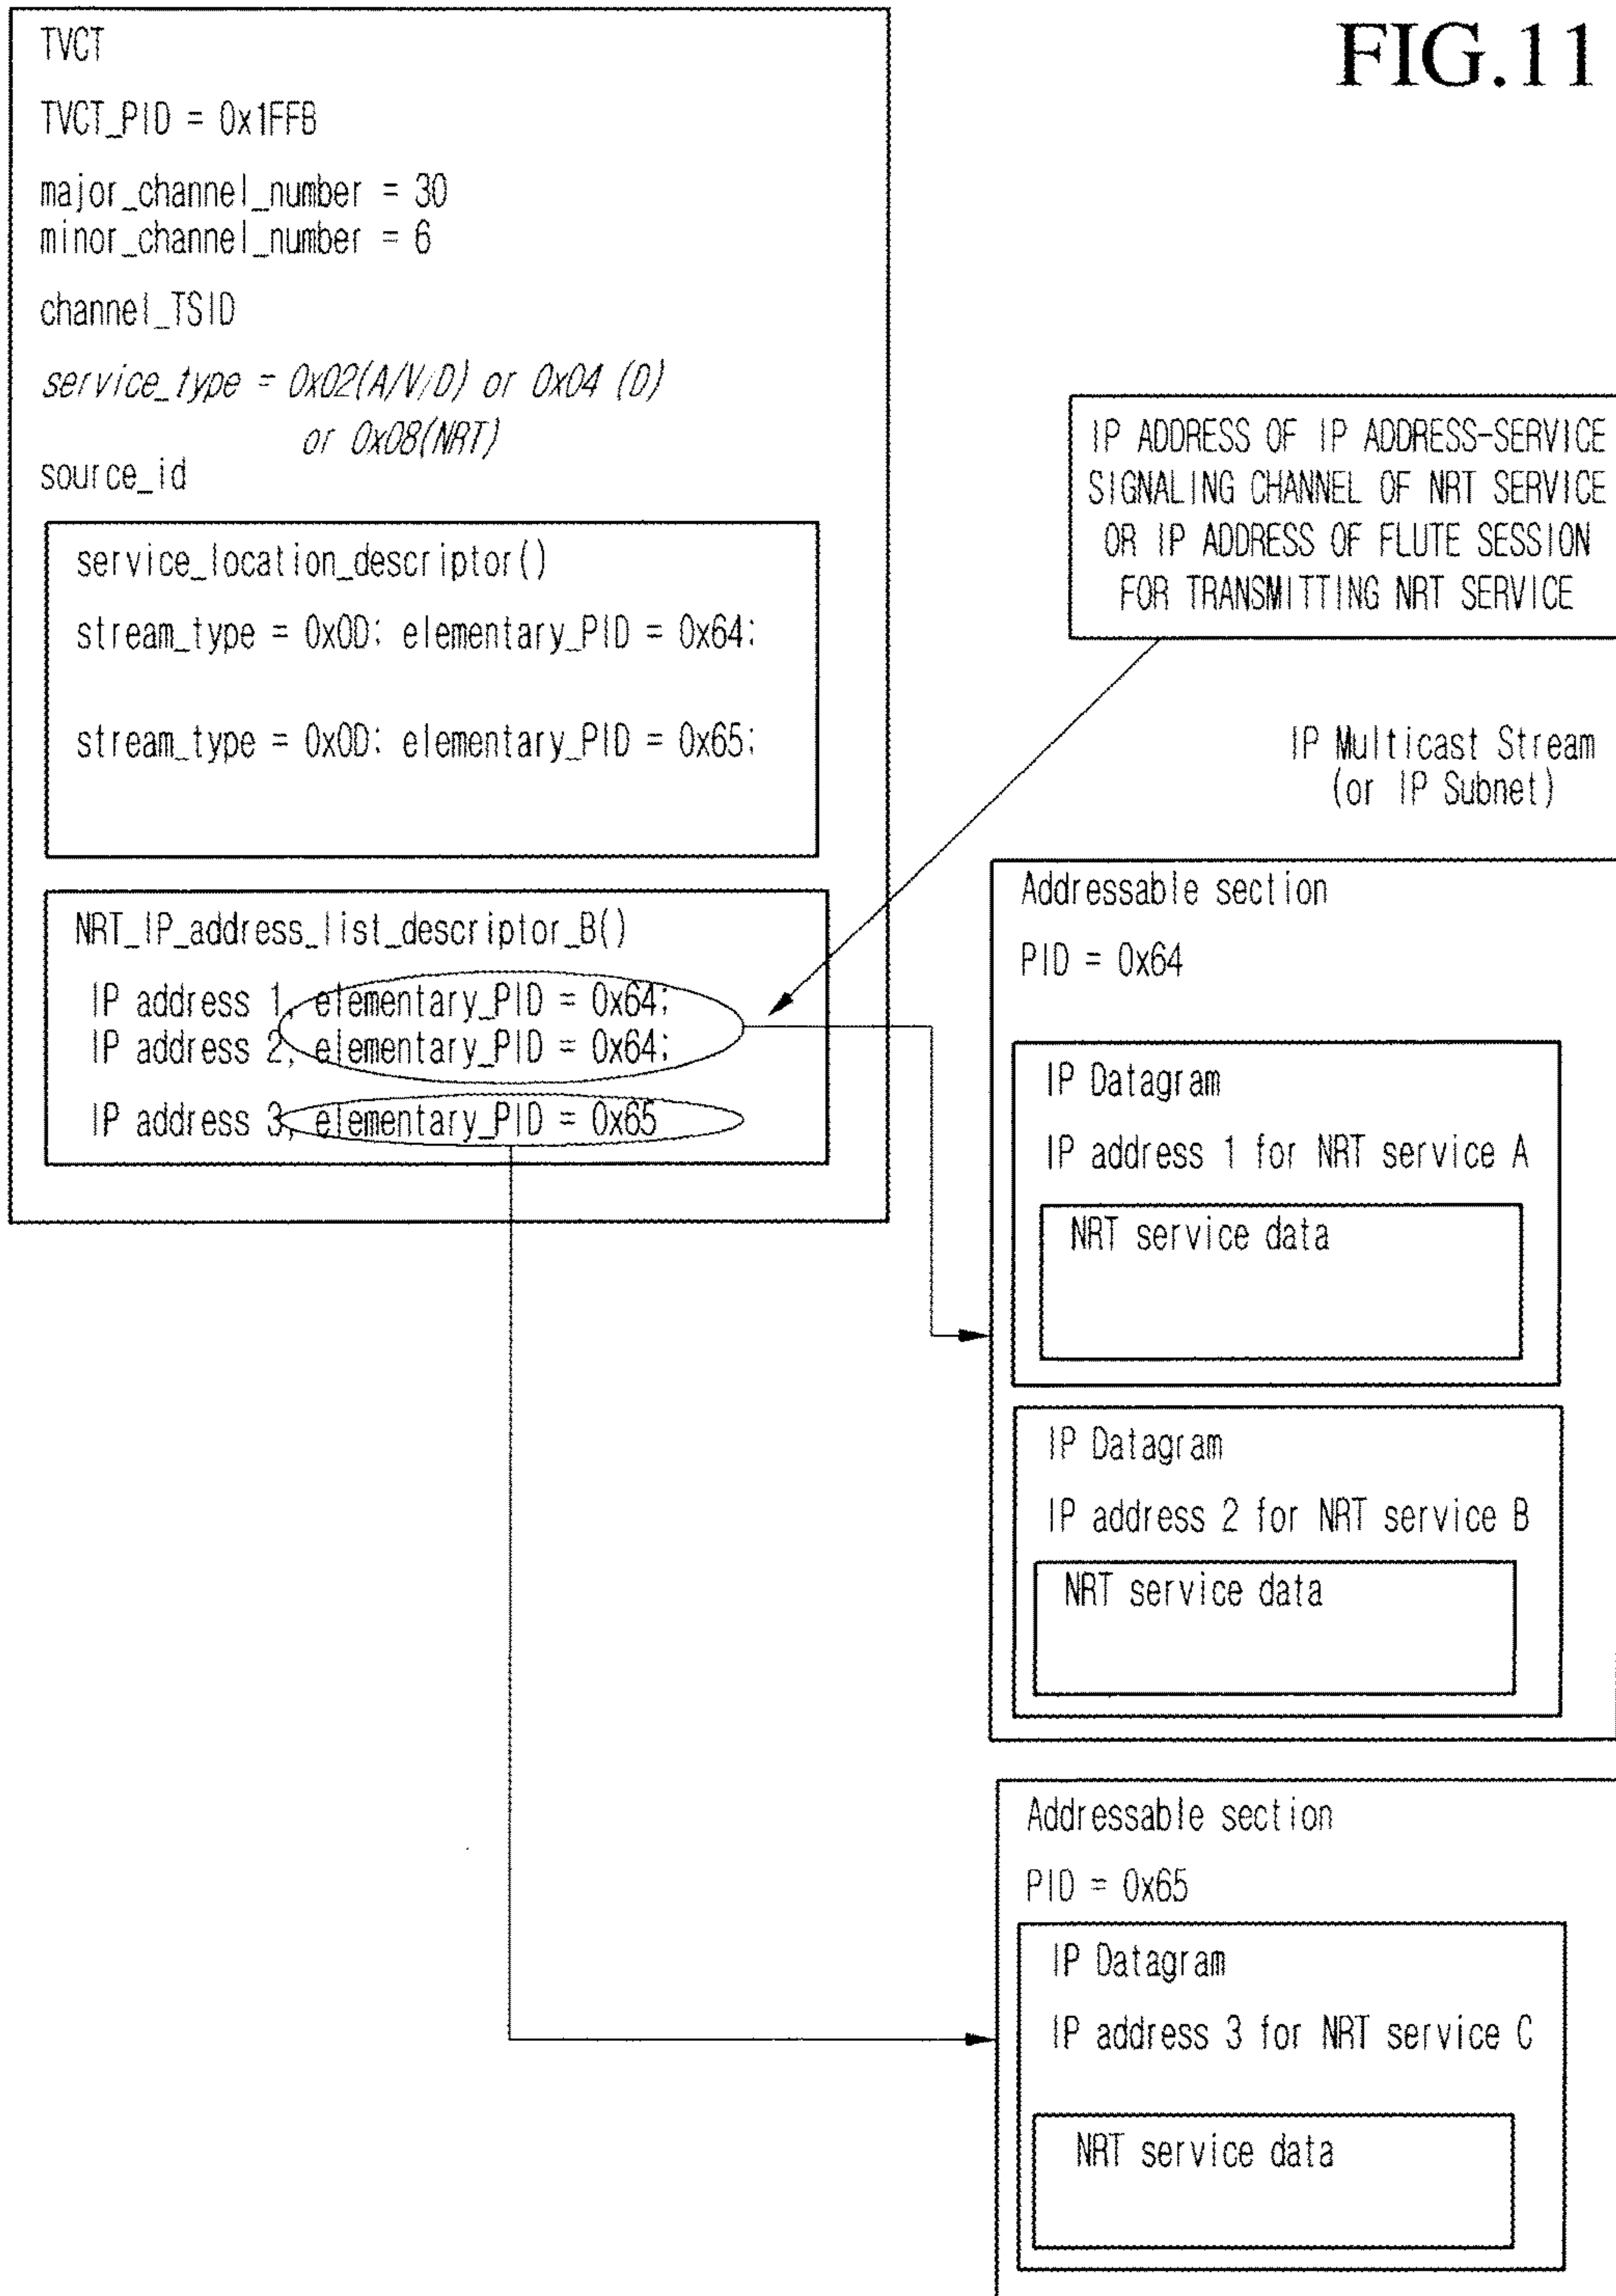 FIG.11
TVCT
TVCT_PID = 0x1FFB
major_channel_number = 30
minor_channel_number = 6
channel_TSID
service_type = 0x02(A/V/D) or 0x04 (D)
or 0x08(NRT)
source_id
service_location_descriptor()
stream_type = 0x0D; elementary_PID = 0x64;
stream_type = 0x0D; elementary_PID = 0x65;
NRT_IP_address_list_descriptor_B()
IP address 1, elementary_PID = 0x64;
IP address 2, elementary_PID = 0x64;
IP address 3, elementary_PID = 0x65
IP ADDRESS OF IP ADDRESS-SERVICE
SIGNALING CHANNEL OF NRT SERVICE
OR IP ADDRESS OF FLUTE SESSION
FOR TRANSMITTING NRT SERVICE
IP Multicast Stream
(or IP Subnet)
Addressable section
PID = 0x64
IP Datagram
IP address 1 for NRT service A
NRT service data
IP Datagram
IP address 2 for NRT service B
NRT service data
Addressable section
PID = 0x65
IP Datagram
IP address 3 for NRT service C
NRT service data